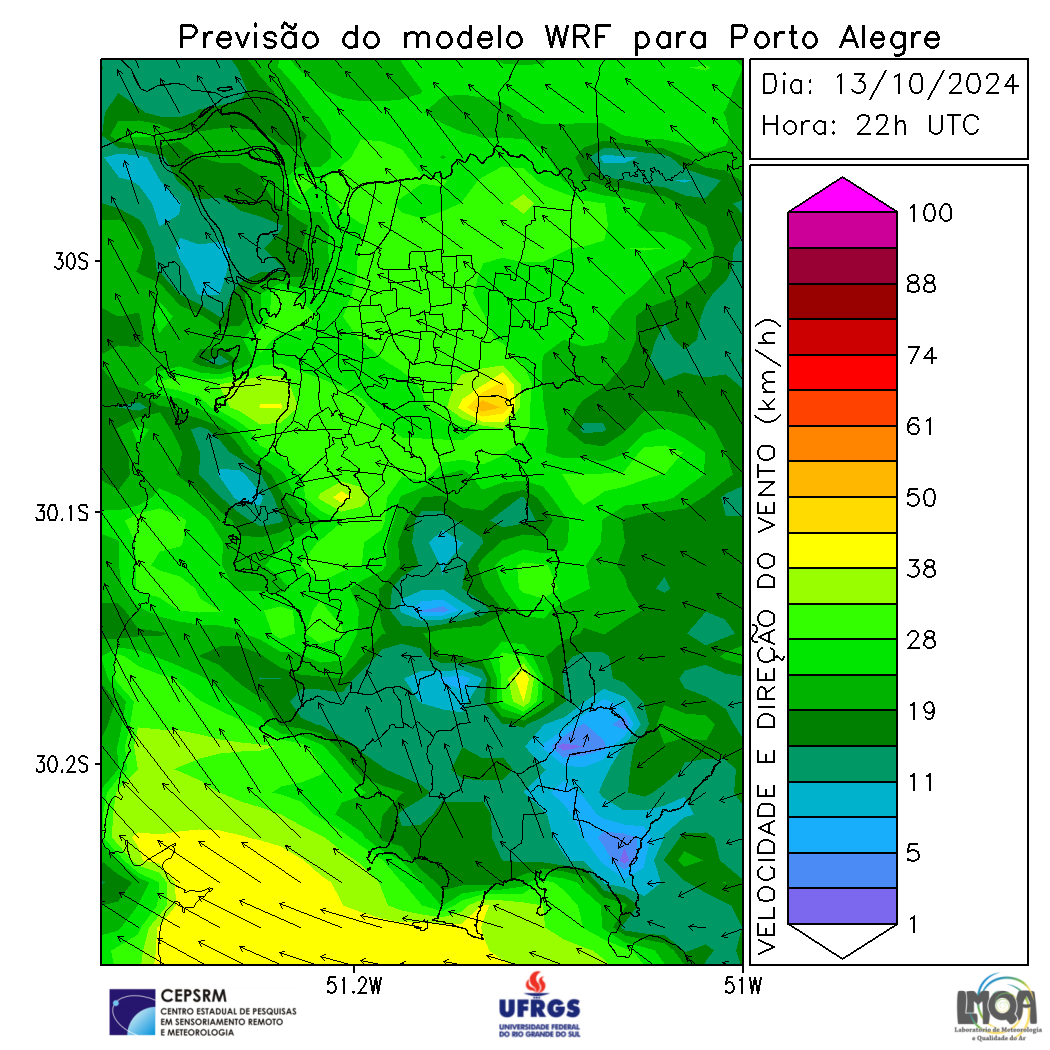 Previsão do modelo WRF para Porto Alegre
Dia: 13/10/2024
Hora: 22h UTC
30S
30.1S
30.2S
51.2W
51W
VELOCIDADE E DIREÇÃO DO VENTO (km/h)
100
88
74
61
50
38
28
19
11
5
1
CEPSRM
CENTRO ESTADUAL DE PESQUISAS
EM SENSORIAMENTO REMOTO
E METEOROLOGIA
UFRGS
UNIVERSIDADE FEDERAL
DO RIO GRANDE DO SUL
LMQA
Laboratório de Meteorologia
e Qualidade do Ar